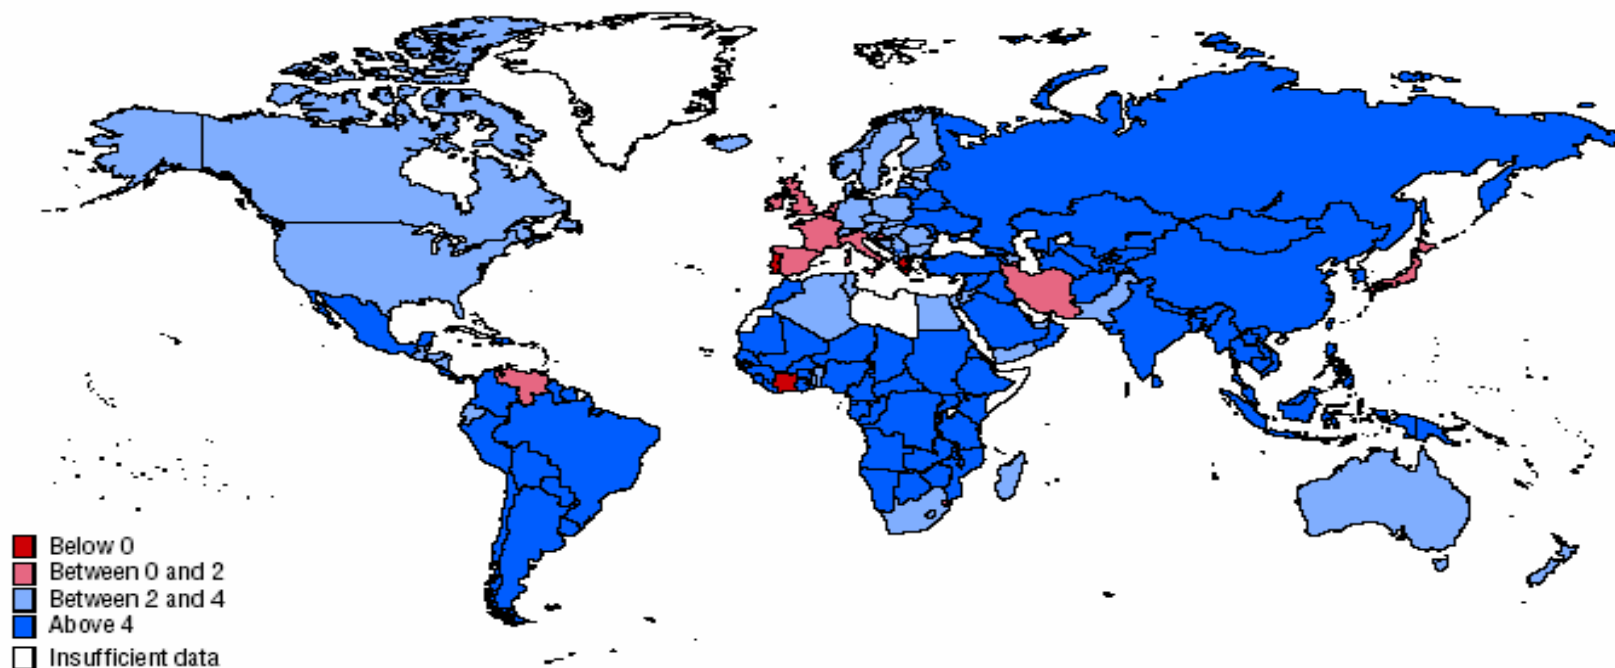 Below 0
Between 0 and 2
Between 2 and 4
Above 4
Insufficient data